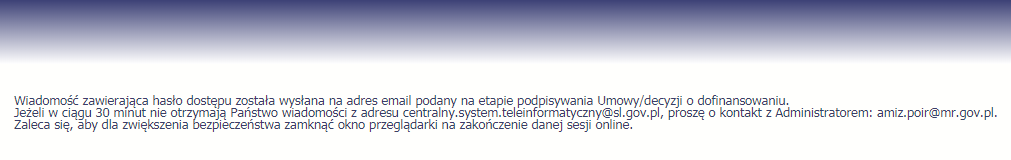 Wiadomość zawierająca hasło dostępu została wysłana na adres email podany na etapie podpisywania Umowy/decyzji o dofinansowaniu.
Jeżeli w ciągu 30 minut nie otrzymają Państwo wiadomości z adresu centralny.system.teleinformatyczny@sl.gov.pl, proszę o kontakt z Administratorem: amiz.poir@mr.gov.pl.
Zaleca się, aby dla zwiększenia bezpieczeństwa zamknąć okno przeglądarki na zakończenie danej sesji online.